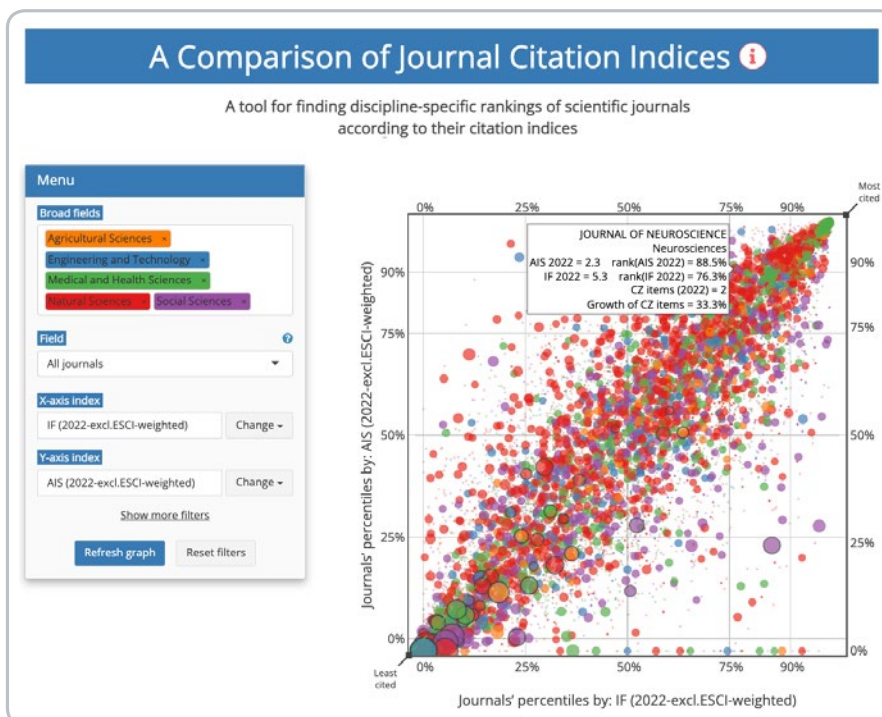 A Comparison of Journal Citation Indices i
A tool for finding discipline-specific rankings of scientific journals
according to their citation indices
Menu
Broad fields
Agricultural Sciences ×
Engineering and Technology ×
Medical and Health Sciences ×
Natural Sciences × Social Sciences ×
Field ?
All journals
X-axis index
IF (2022-excl.ESCI-weighted) Change
Y-axis index
AIS (2022-excl.ESCI-weighted) Change
Show more filters
Refresh graph Reset filters
Most
cited
0% 25% 50% 75% 90%
JOURNAL OF NEUROSCIENCE
Neurosciences
AIS 2022 = 2.3 rank(AIS 2022) = 88.5%
IF 2022 = 5.3 rank(IF 2022) = 76.3%
CZ items (2022) = 2
Growth of CZ items = 33.3%
90% 90%
75% 75%
50% 50%
25% 25%
0% 0%
Journals' percentiles by: AIS (2022-excl.ESCI-weighted)
Least
cited
0% 25% 50% 75% 90%
Journals' percentiles by: IF (2022-excl.ESCI-weighted)